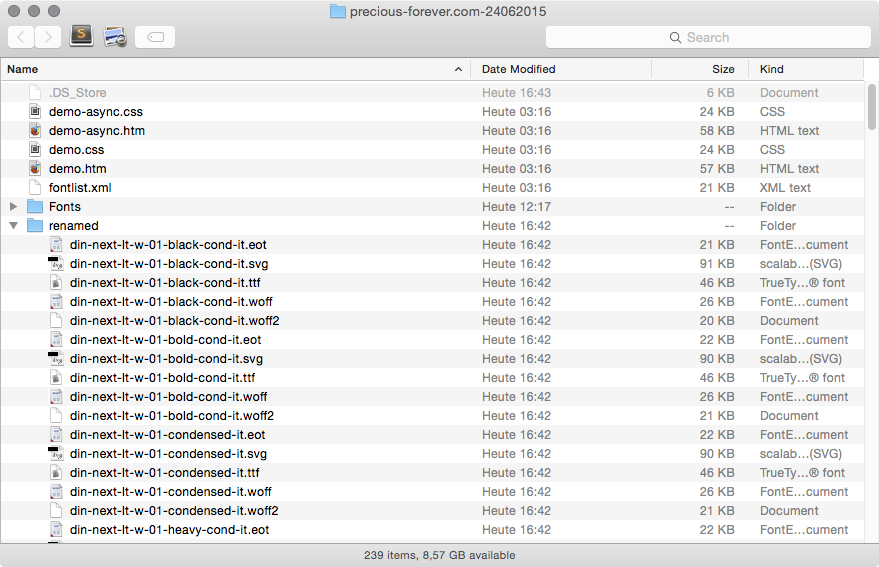 precious-forever.com-24062015
Search
Name Date Modified Size Kind
.DS_Store Heute 16:43 6 KB Document
demo-async.css Heute 03:16 24 KB CSS
demo-async.htm Heute 03:16 58 KB HTML text
demo.css Heute 03:16 24 KB CSS
demo.htm Heute 03:16 57 KB HTML text
fontlist.xml Heute 03:16 21 KB XML text
Fonts Heute 12:17 -- Folder
renamed Heute 16:42 -- Folder
din-next-lt-w-01-black-cond-it.eot Heute 16:42 21 KB FontE...cument
din-next-lt-w-01-black-cond-it.svg Heute 16:42 91 KB scalab...(SVG)
din-next-lt-w-01-black-cond-it.ttf Heute 16:42 46 KB TrueTy...® font
din-next-lt-w-01-black-cond-it.woff Heute 16:42 26 KB FontE...cument
din-next-lt-w-01-black-cond-it.woff2 Heute 16:42 20 KB Document
din-next-lt-w-01-bold-cond-it.eot Heute 16:42 22 KB FontE...cument
din-next-lt-w-01-bold-cond-it.svg Heute 16:42 90 KB scalab...(SVG)
din-next-lt-w-01-bold-cond-it.ttf Heute 16:42 46 KB TrueTy...® font
din-next-lt-w-01-bold-cond-it.woff Heute 16:42 26 KB FontE...cument
din-next-lt-w-01-bold-cond-it.woff2 Heute 16:42 21 KB Document
din-next-lt-w-01-condensed-it.eot Heute 16:42 22 KB FontE...cument
din-next-lt-w-01-condensed-it.svg Heute 16:42 90 KB scalab...(SVG)
din-next-lt-w-01-condensed-it.ttf Heute 16:42 46 KB TrueTy...® font
din-next-lt-w-01-condensed-it.woff Heute 16:42 26 KB FontE...cument
din-next-lt-w-01-condensed-it.woff2 Heute 16:42 21 KB Document
din-next-lt-w-01-heavy-cond-it.eot Heute 16:42 22 KB FontE...cument
239 items, 8,57 GB available